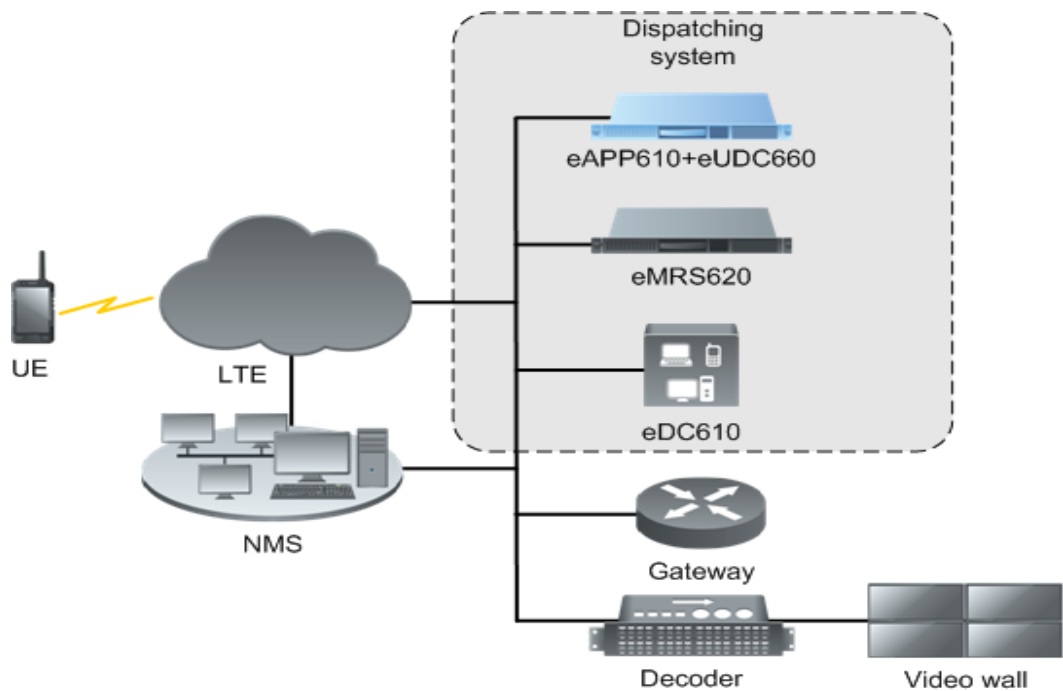 Dispatching
system
eAPP610+eUDC660
eMRS620
UE
LTE
eDC610
NMS
Gateway
Decoder
Video wall